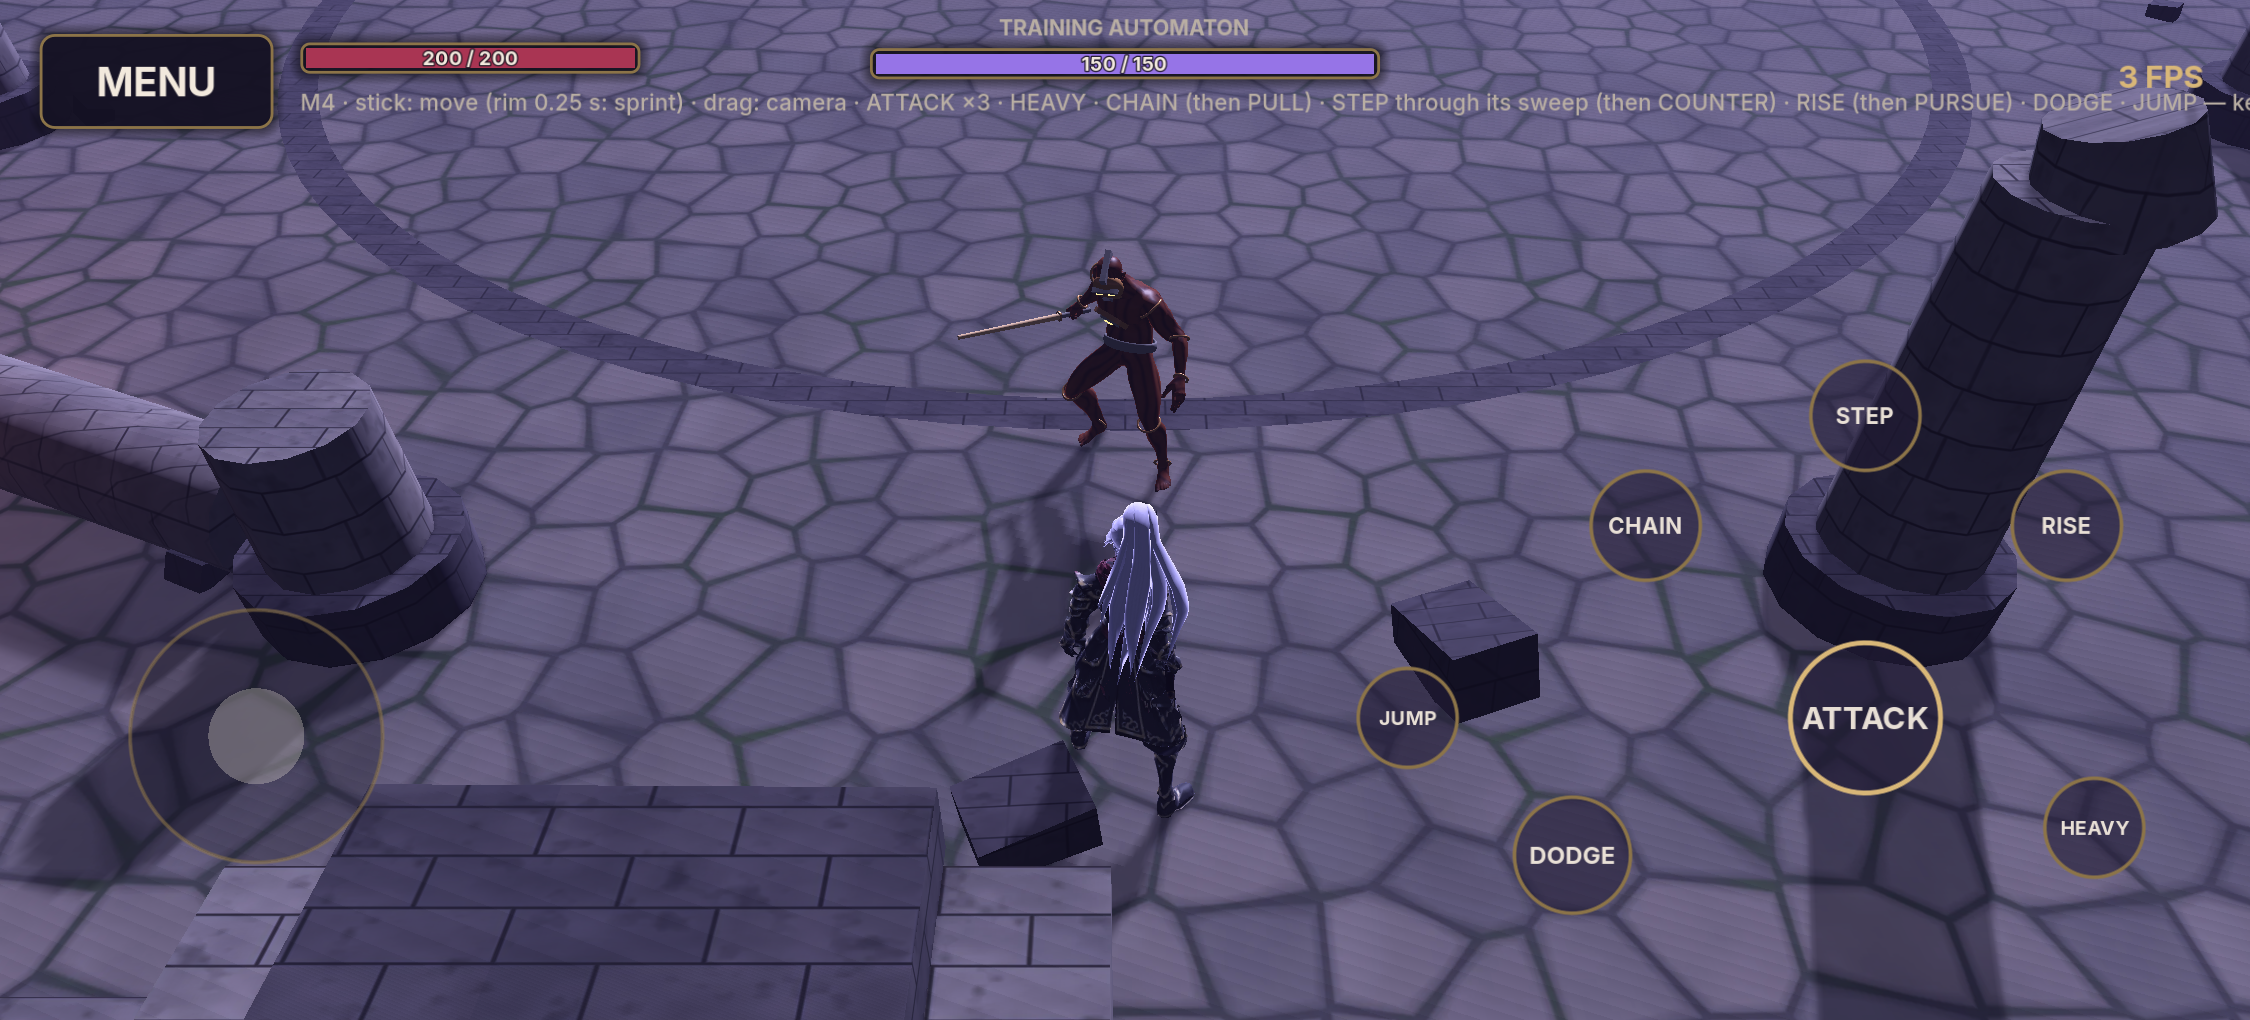 TRAINING AUTOMATON
MENU
200 / 200
150 / 150
3 FPS
M4 · stick: move (rim 0.25 s: sprint) · drag: camera · ATTACK ×3 · HEAVY · CHAIN (then PULL) · STEP through its sweep (then COUNTER) · RISE (then PURSUE) · DODGE · JUMP — ke
STEP
CHAIN
RISE
JUMP
ATTACK
HEAVY
DODGE